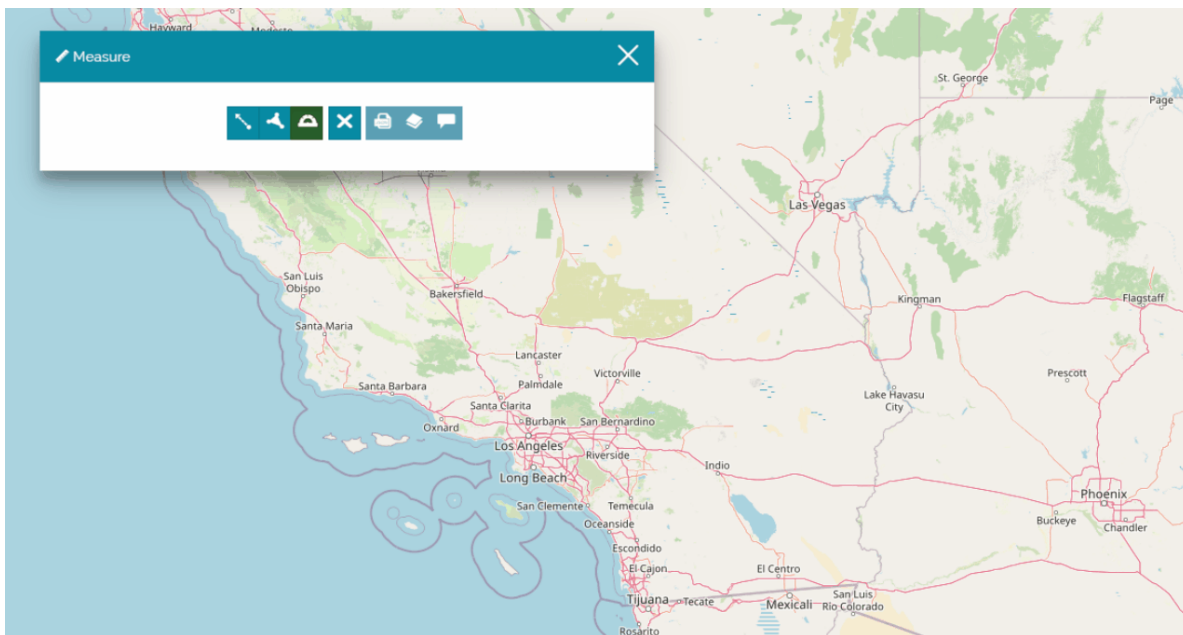 Hayward
Modesto
Measure
St. George
Page
Las Vegas
San Luis
Obispo
Bakersfield
Kingman
Flagstaff
Santa Maria
Lancaster
Victorville
Prescott
Palmdale
Santa Barbara
Lake Havasu
City
Santa Clarita
Oxnard
Burbank
San Bernardino
Los Angeles
Riverside
Indio
Long Beach
Phoenix
San Clemente
Temecula
Buckeye
Chandler
Oceanside
Escondido
El Cajon
El Centro
Tijuana
Tecate
Mexicali
San Luis
Rio Colorado
Rosarito